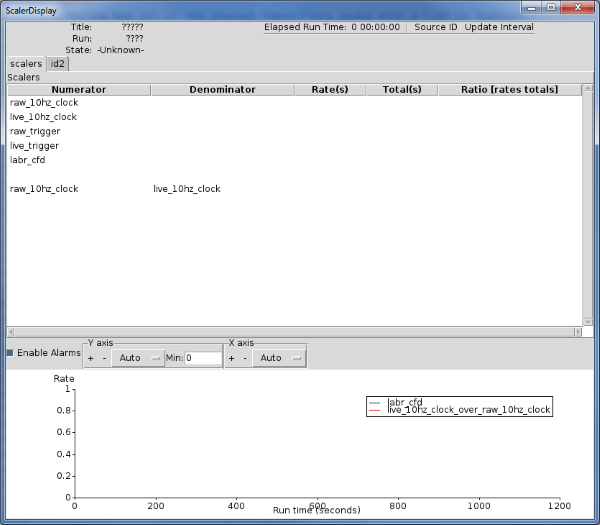 ScalerDisplay
Title: ?????
Elapsed Run Time: 0 00:00:00 Source ID Update Interval
Run: ????
State: -Unknown-
scalers id2
Scalers
Numerator Denominator Rate(s) Total(s) Ratio [rates totals]
raw_10hz_clock
live_10hz_clock
raw_trigger
live_trigger
labr_cfd
raw_10hz_clock live_10hz_clock
Y axis X axis
Enable Alarms + - Auto Min: 0 + - Auto
Rate
1
0.8
0.6
0.4
0.2
0
labr_cfd
live_10hz_clock_over_raw_10hz_clock
0 200 400 600 800 1000 1200
Run time (seconds)